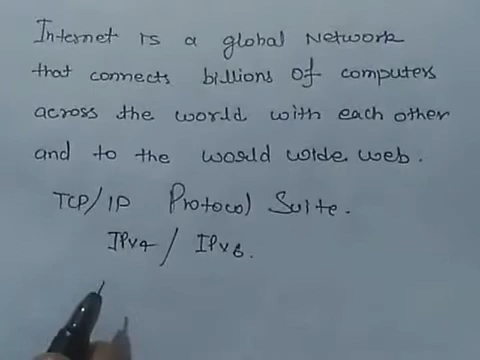 Internet is a global Network
that connects billions of computers
across the world with each other
and to the world wide web.
TCP/IP Protocol Suite.
IPv4 / IPv6.